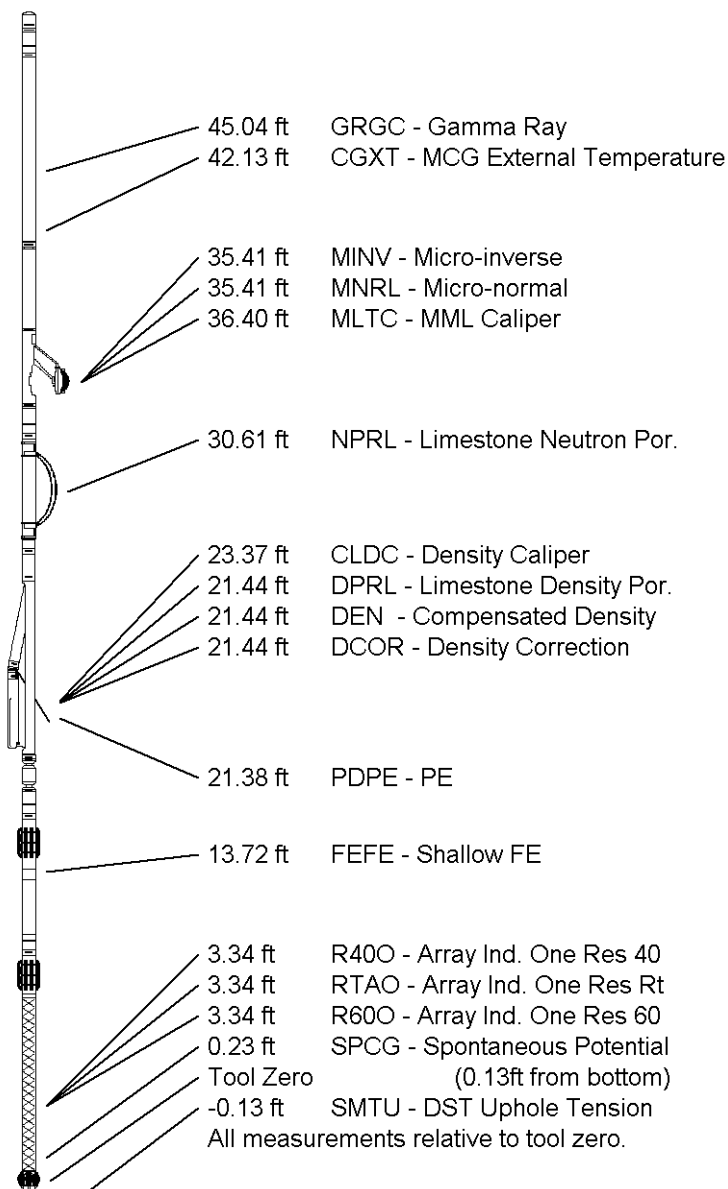 45.04 ft GRGC - Gamma Ray
42.13 ft CGXT - MCG External Temperature
35.41 ft MINV - Micro-inverse
35.41 ft MNRL - Micro-normal
36.40 ft MLTC - MML Caliper
30.61 ft NPRL - Limestone Neutron Por.
23.37 ft CLDC - Density Caliper
21.44 ft DPRL - Limestone Density Por.
21.44 ft DEN - Compensated Density
21.44 ft DCOR - Density Correction
21.38 ft PDPE - PE
13.72 ft FEFE - Shallow FE
3.34 ft R40O - Array Ind. One Res 40
3.34 ft RTAO - Array Ind. One Res Rt
3.34 ft R60O - Array Ind. One Res 60
0.23 ft SPCG - Spontaneous Potential
Tool Zero (0.13ft from bottom)
-0.13 ft SMTU - DST Uphole Tension
All measurements relative to tool zero.